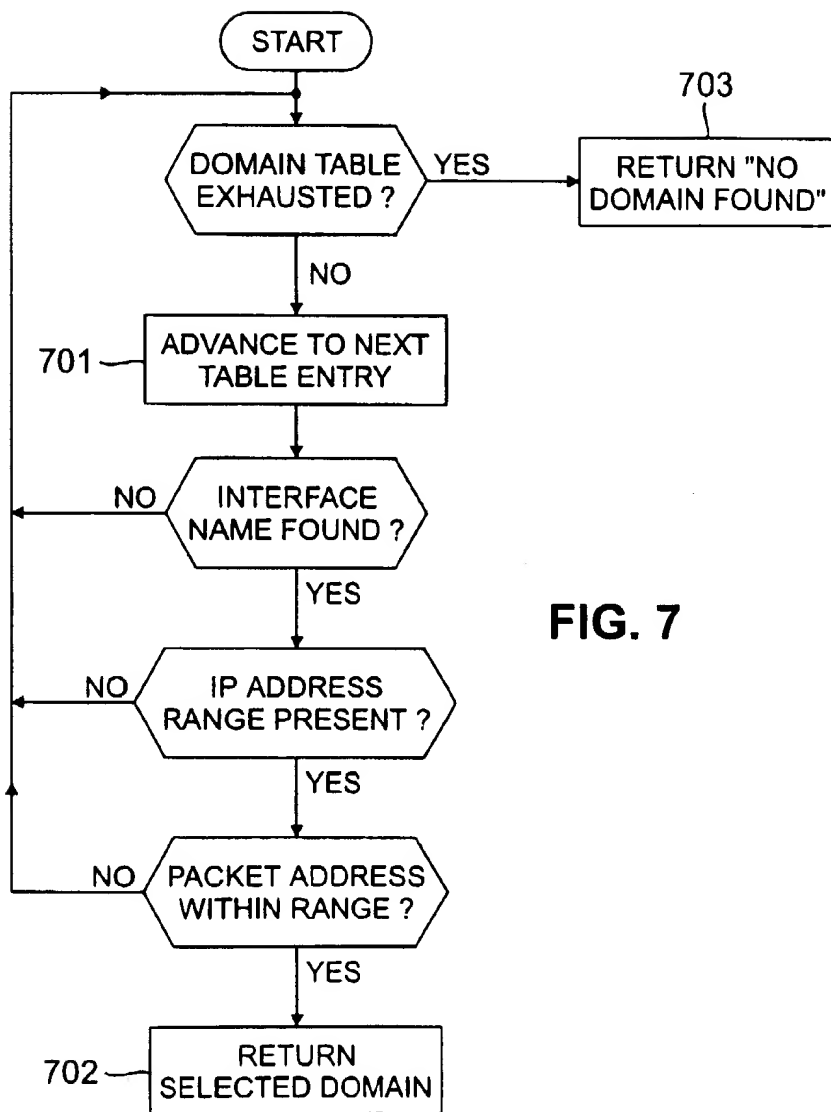 START
703
DOMAIN TABLE
EXHAUSTED ?
YES
RETURN "NO
DOMAIN FOUND"
NO
701
ADVANCE TO NEXT
TABLE ENTRY
NO
INTERFACE
NAME FOUND ?
YES
FIG. 7
NO
IP ADDRESS
RANGE PRESENT ?
YES
NO
PACKET ADDRESS
WITHIN RANGE ?
YES
702
RETURN
SELECTED DOMAIN